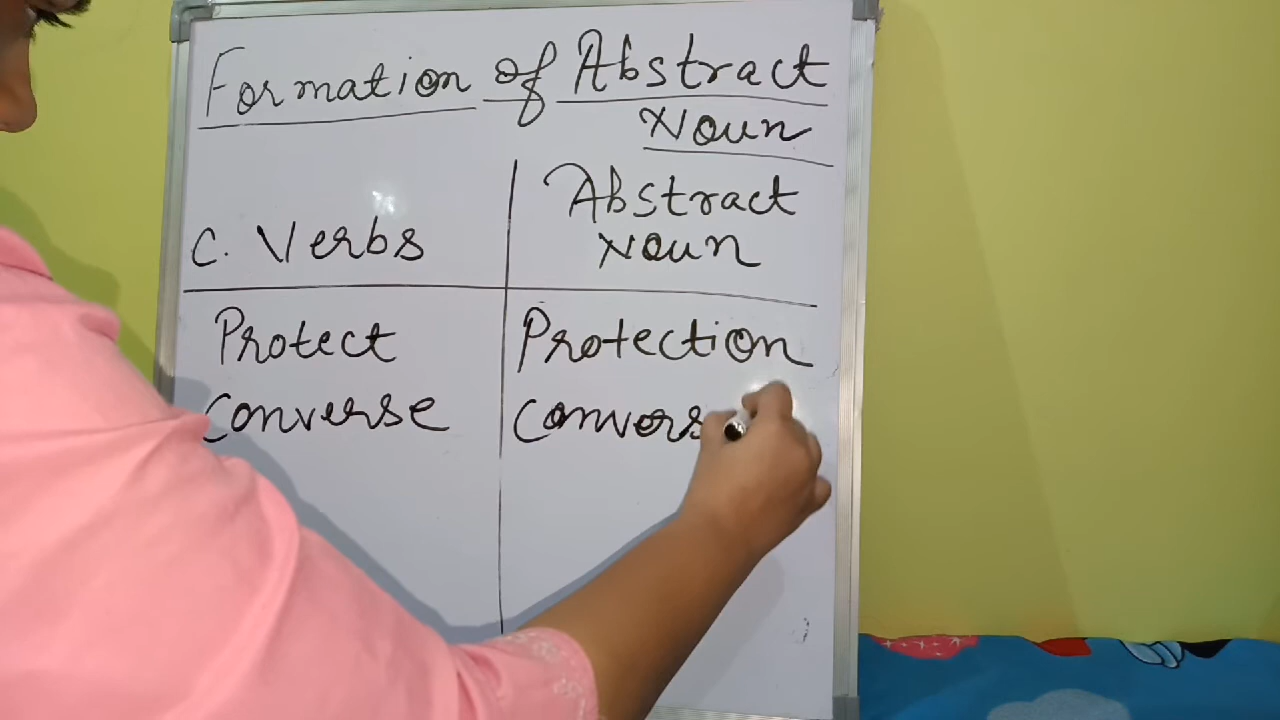 Formation of Abstract
Noun
C. Verbs
Abstract
Noun
Protect Protection
Converse Convers